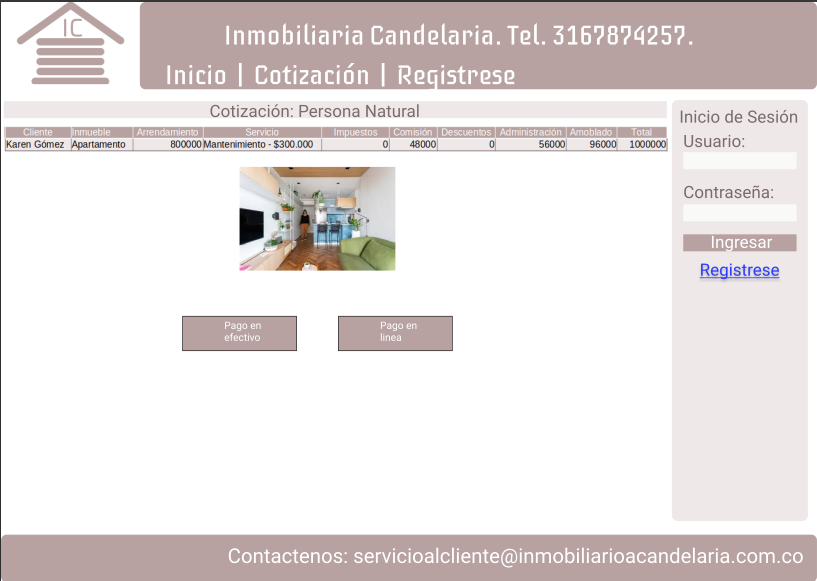 IC
Inmobiliaria Candelaria. Tel. 3167874257.
Inicio | Cotización | Registrese
Cotización: Persona Natural
Cliente Inmueble Arrendamiento Servicio Impuestos Comisión Descuentos Administración Amoblado Total
Karen Gómez Apartamento 800000 Mantenimiento - $300.000 0 48000 0 56000 96000 1000000
Pago en
efectivo
Pago en
linea
Inicio de Sesión
Usuario:
Contraseña:
Ingresar
Registrese
Contactenos: servicioalcliente@inmobiliarioacandelaria.com.co